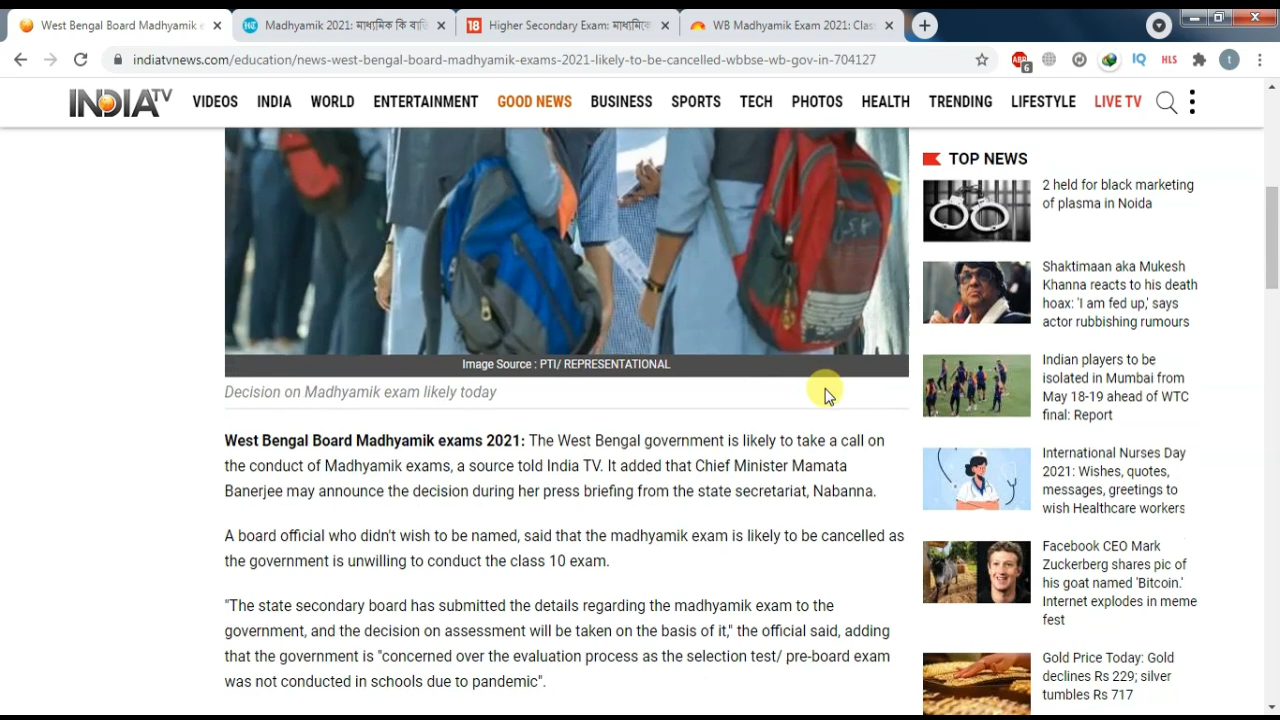 West Bengal Board Madhyamik e
Madhyamik 2021: মাধ্যমিক কি বাতি
Higher Secondary Exam: মাধ্যমিকে
WB Madhyamik Exam 2021: Clas
indiatvnews.com/education/news-west-bengal-board-madhyamik-exams-2021-likely-to-be-cancelled-wbbse-wb-gov-in-704127
INDIA TV
VIDEOS INDIA WORLD ENTERTAINMENT GOOD NEWS BUSINESS SPORTS TECH PHOTOS HEALTH TRENDING LIFESTYLE LIVE TV
Image Source : PTI/ REPRESENTATIONAL
Decision on Madhyamik exam likely today
West Bengal Board Madhyamik exams 2021: The West Bengal government is likely to take a call on
the conduct of Madhyamik exams, a source told India TV. It added that Chief Minister Mamata
Banerjee may announce the decision during her press briefing from the state secretariat, Nabanna.
A board official who didn't wish to be named, said that the madhyamik exam is likely to be cancelled as
the government is unwilling to conduct the class 10 exam.
"The state secondary board has submitted the details regarding the madhyamik exam to the
government, and the decision on assessment will be taken on the basis of it," the official said, adding
that the government is "concerned over the evaluation process as the selection test/ pre-board exam
was not conducted in schools due to pandemic".
TOP NEWS
2 held for black marketing
of plasma in Noida
Shaktimaan aka Mukesh
Khanna reacts to his death
hoax: 'I am fed up,' says
actor rubbishing rumours
Indian players to be
isolated in Mumbai from
May 18-19 ahead of WTC
final: Report
International Nurses Day
2021: Wishes, quotes,
messages, greetings to
wish Healthcare workers
Facebook CEO Mark
Zuckerberg shares pic of
his goat named 'Bitcoin.'
Internet explodes in meme
fest
Gold Price Today: Gold
declines Rs 229; silver
tumbles Rs 717
18
ABP
6
IQ
HLS
t